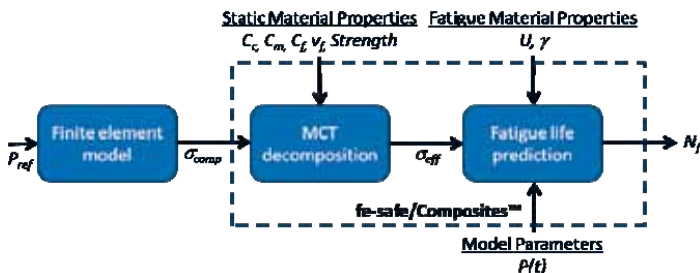 Static Material Properties
C_c, C_m, C_f, v_f, Strength
Fatigue Material Properties
U, γ
Finite element
model
MCT
decomposition
Fatigue life
prediction
P_ref
σ_comp
σ_eff
N_f
fe-safe/Composites™
Model Parameters
P(t)